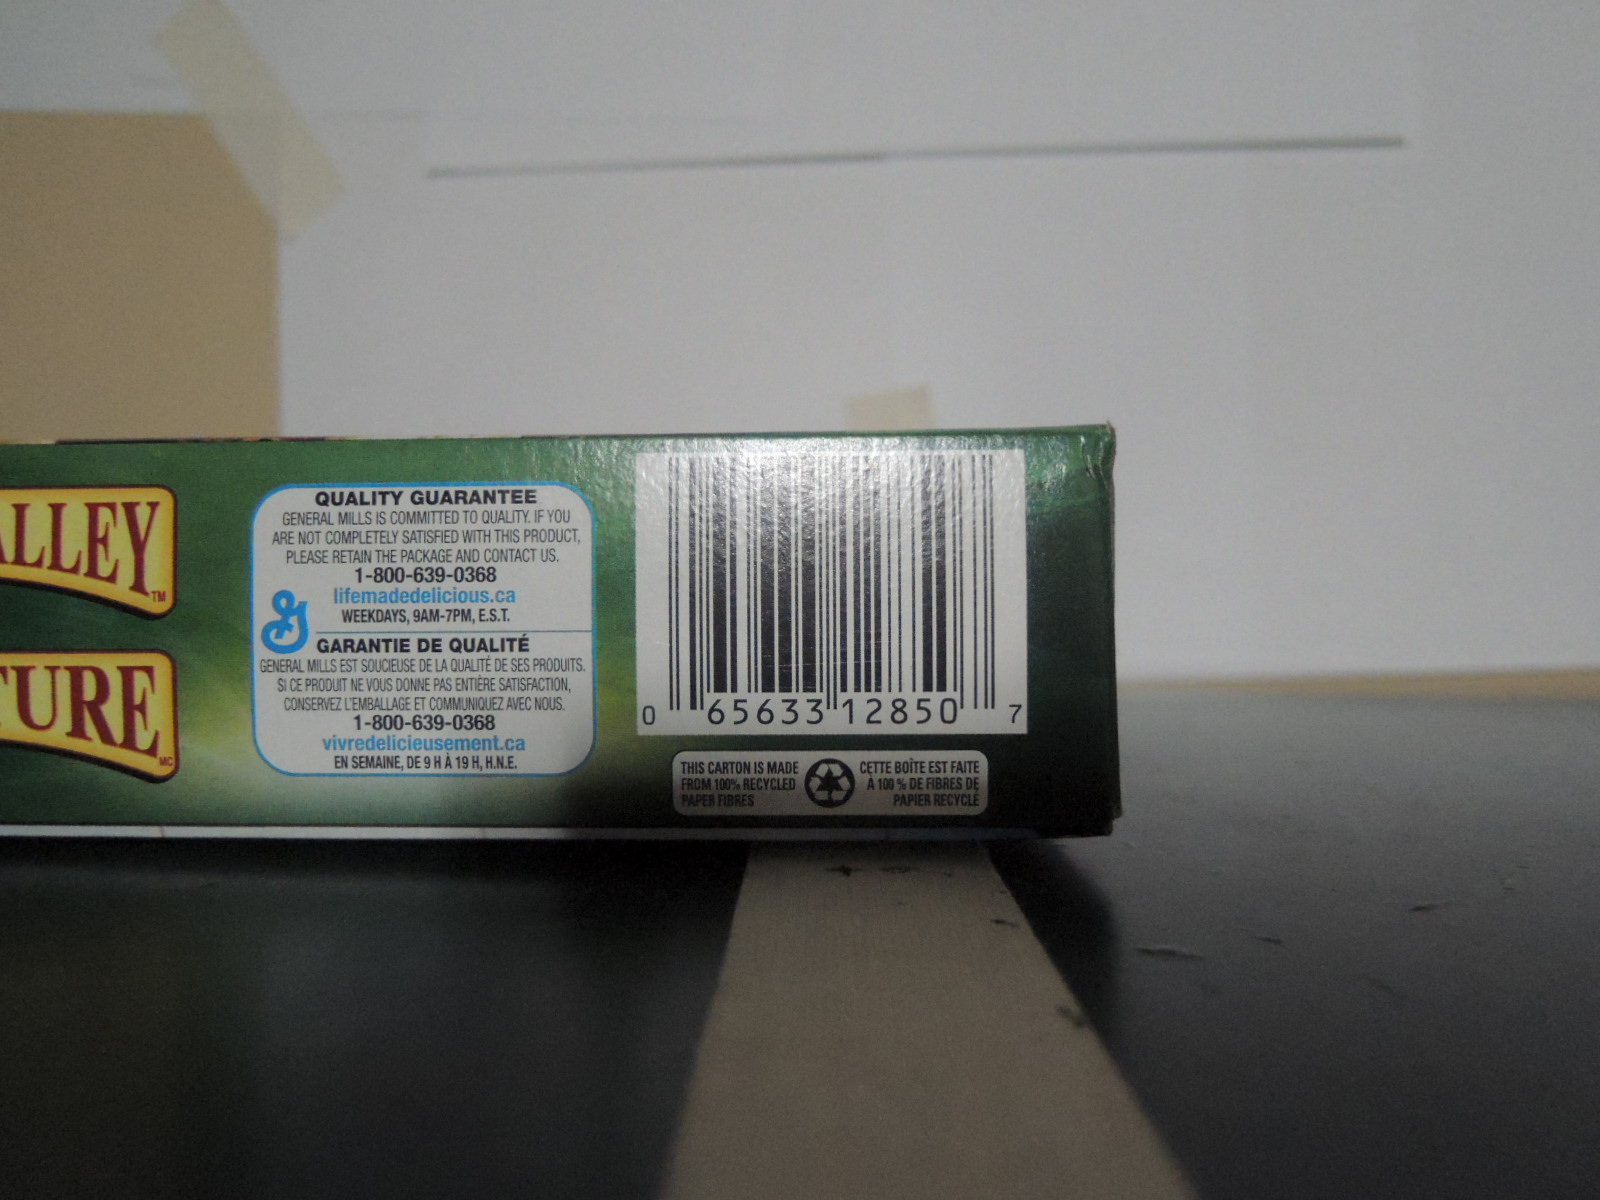 ALLEY
TM
TURE
MC
QUALITY GUARANTEE
GENERAL MILLS IS COMMITTED TO QUALITY. IF YOU
ARE NOT COMPLETELY SATISFIED WITH THIS PRODUCT,
PLEASE RETAIN THE PACKAGE AND CONTACT US.
1-800-639-0368
lifemadedelicious.ca
WEEKDAYS, 9AM-7PM, E.S.T.
G
GARANTIE DE QUALITÉ
GENERAL MILLS EST SOUCIEUSE DE LA QUALITÉ DE SES PRODUITS.
SI CE PRODUIT NE VOUS DONNE PAS ENTIÈRE SATISFACTION,
CONSERVEZ L'EMBALLAGE ET COMMUNIQUEZ AVEC NOUS.
1-800-639-0368
vivredelicieusement.ca
EN SEMAINE, DE 9 H À 19 H, H.N.E.
0 65633 12850 7
THIS CARTON IS MADE
FROM 100% RECYCLED
PAPER FIBRES
CETTE BOÎTE EST FAITE
À 100 % DE FIBRES DE
PAPIER RECYCLÉ